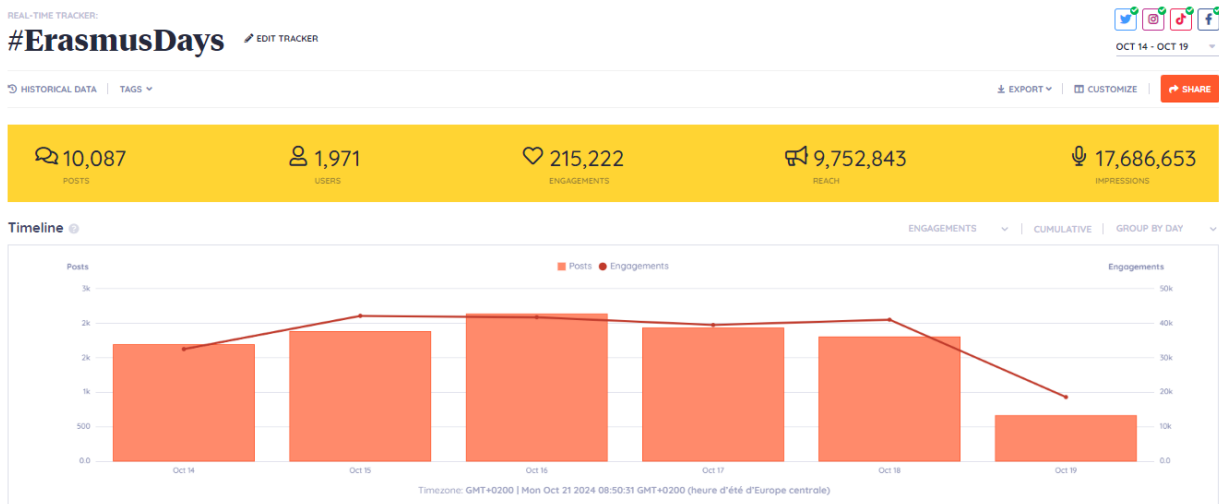 REAL-TIME TRACKER:
#ErasmusDays EDIT TRACKER
OCT 14 - OCT 19
HISTORICAL DATA TAGS
EXPORT CUSTOMIZE SHARE
10,087 1,971 215,222 9,752,843 17,686,653
POSTS USERS ENGAGEMENTS REACH IMPRESSIONS
Timeline ?
ENGAGEMENTS CUMULATIVE GROUP BY DAY
Posts Posts Engagements Engagements
3k 50k
2k 40k
2k 30k
1k 20k
500 10k
0.0 0.0
Oct 14 Oct 15 Oct 16 Oct 17 Oct 18 Oct 19
Timezone: GMT+0200 | Mon Oct 21 2024 08:50:31 GMT+0200 (heure d'été d'Europe centrale)